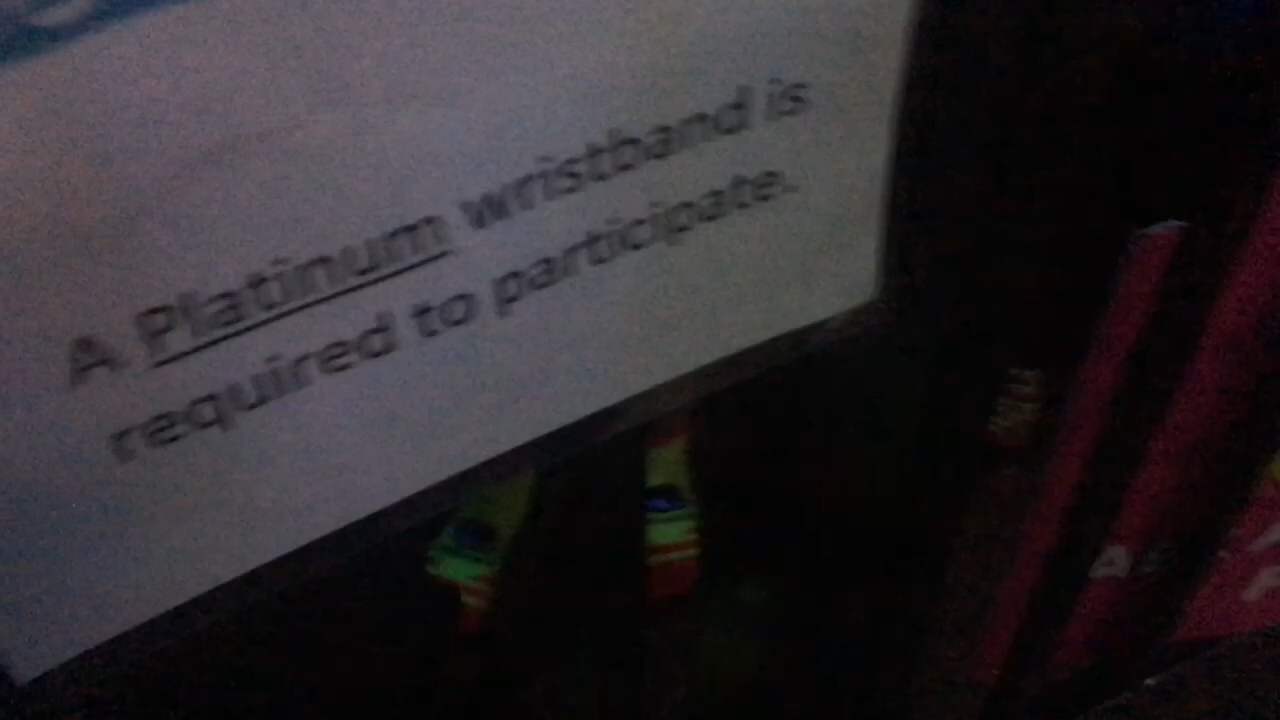 A Platinum wristband is
required to participate.